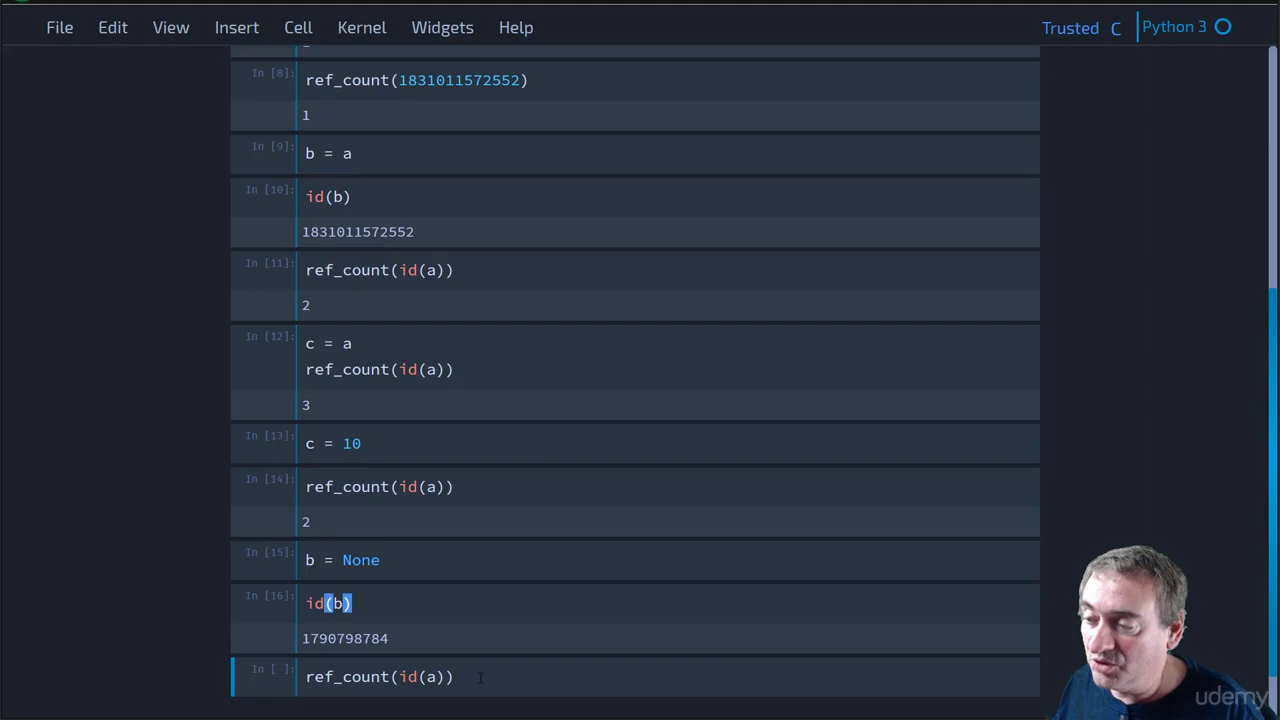 File Edit View Insert Cell Kernel Widgets Help Trusted C Python 3
In [8]: ref_count(1831011572552)
1
In [9]: b = a
In [10]: id(b)
1831011572552
In [11]: ref_count(id(a))
2
In [12]: c = a
ref_count(id(a))
3
In [13]: c = 10
In [14]: ref_count(id(a))
2
In [15]: b = None
In [16]: id(b)
1790798784
In [ ]: ref_count(id(a))
udemy